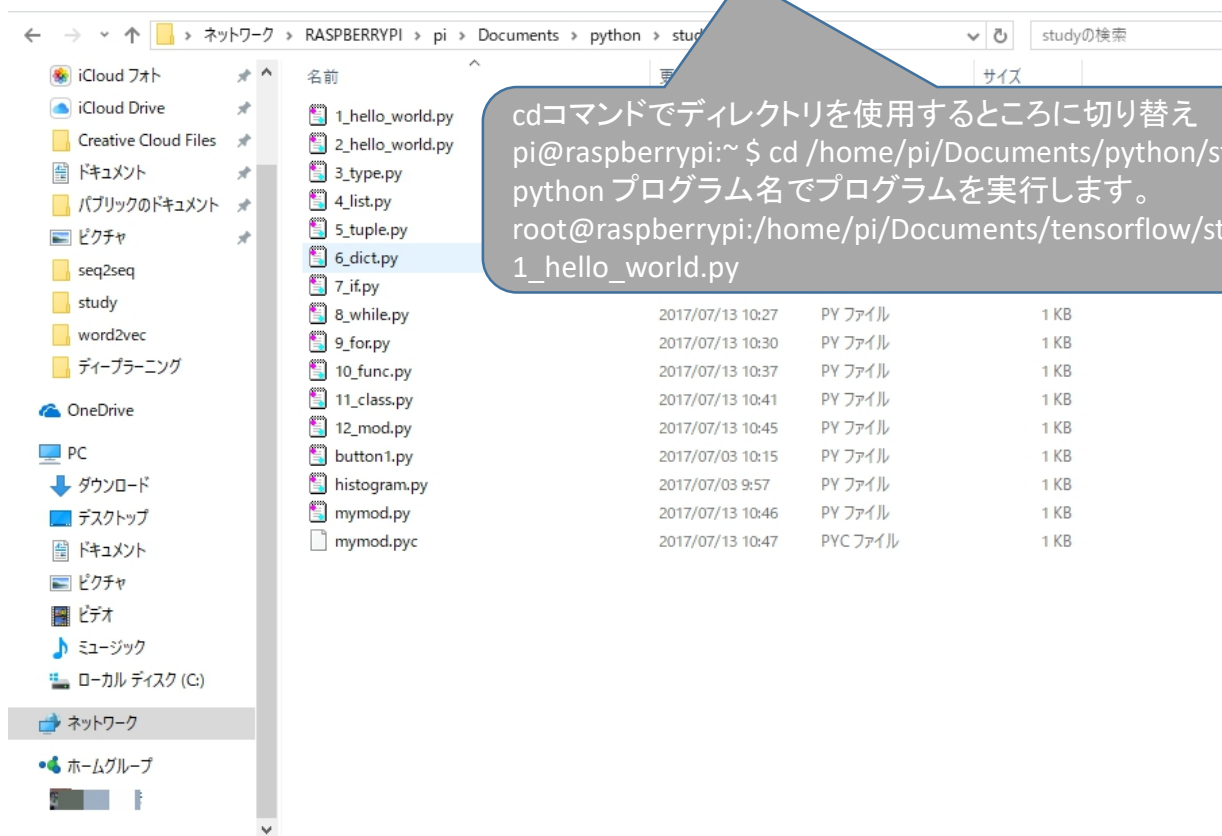 ネットワーク › RASPBERRYPI › pi › Documents › python ›
studyの検索
iCloud フォト
iCloud Drive
Creative Cloud Files
ドキュメント
パブリックのドキュメント
ピクチャ
seq2seq
study
word2vec
ディープラーニング
OneDrive
PC
ダウンロード
デスクトップ
ドキュメント
ピクチャ
ビデオ
ミュージック
ローカル ディスク (C:)
ネットワーク
ホームグループ
名前 サイズ
1_hello_world.py
2_hello_world.py
3_type.py
4_list.py
5_tuple.py
6_dict.py
7_if.py
8_while.py 2017/07/13 10:27 PY ファイル 1 KB
9_for.py 2017/07/13 10:30 PY ファイル 1 KB
10_func.py 2017/07/13 10:37 PY ファイル 1 KB
11_class.py 2017/07/13 10:41 PY ファイル 1 KB
12_mod.py 2017/07/13 10:45 PY ファイル 1 KB
button1.py 2017/07/03 10:15 PY ファイル 1 KB
histogram.py 2017/07/03 9:57 PY ファイル 1 KB
mymod.py 2017/07/13 10:46 PY ファイル 1 KB
mymod.pyc 2017/07/13 10:47 PYC ファイル 1 KB
cdコマンドでディレクトリを使用するところに切り替え
pi@raspberrypi:~ $ cd /home/pi/Documents/python/st
python プログラム名でプログラムを実行します。
root@raspberrypi:/home/pi/Documents/tensorflow/st
1_hello_world.py